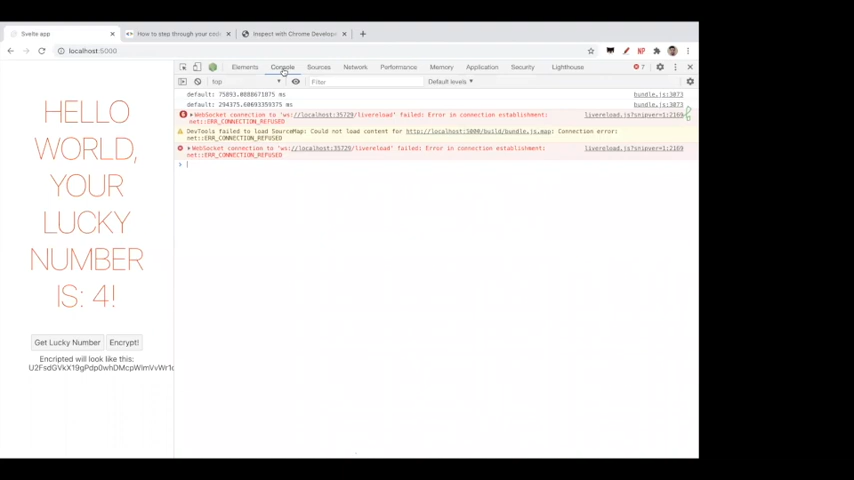 Svelte app
How to step through your cod
Inspect with Chrome Develop
localhost:5000
Elements Console Sources Network Performance Memory Application Security Lighthouse 7
top Filter Default levels
default: 75893.0888671875 ms bundle.js:3073
default: 294375.60693359375 ms bundle.js:3073
6 WebSocket connection to 'ws://localhost:35729/livereload' failed: Error in connection establishment: livereload.js?snipver=1:2169
net::ERR_CONNECTION_REFUSED
DevTools failed to load SourceMap: Could not load content for http://localhost:5000/build/bundle.js.map: Connection error:
net::ERR_CONNECTION_REFUSED
WebSocket connection to 'ws://localhost:35729/livereload' failed: Error in connection establishment: livereload.js?snipver=1:2169
net::ERR_CONNECTION_REFUSED
HELLO
WORLD,
YOUR
LUCKY
NUMBER
IS: 4!
Get Lucky Number Encrypt!
Encripted will look like this: